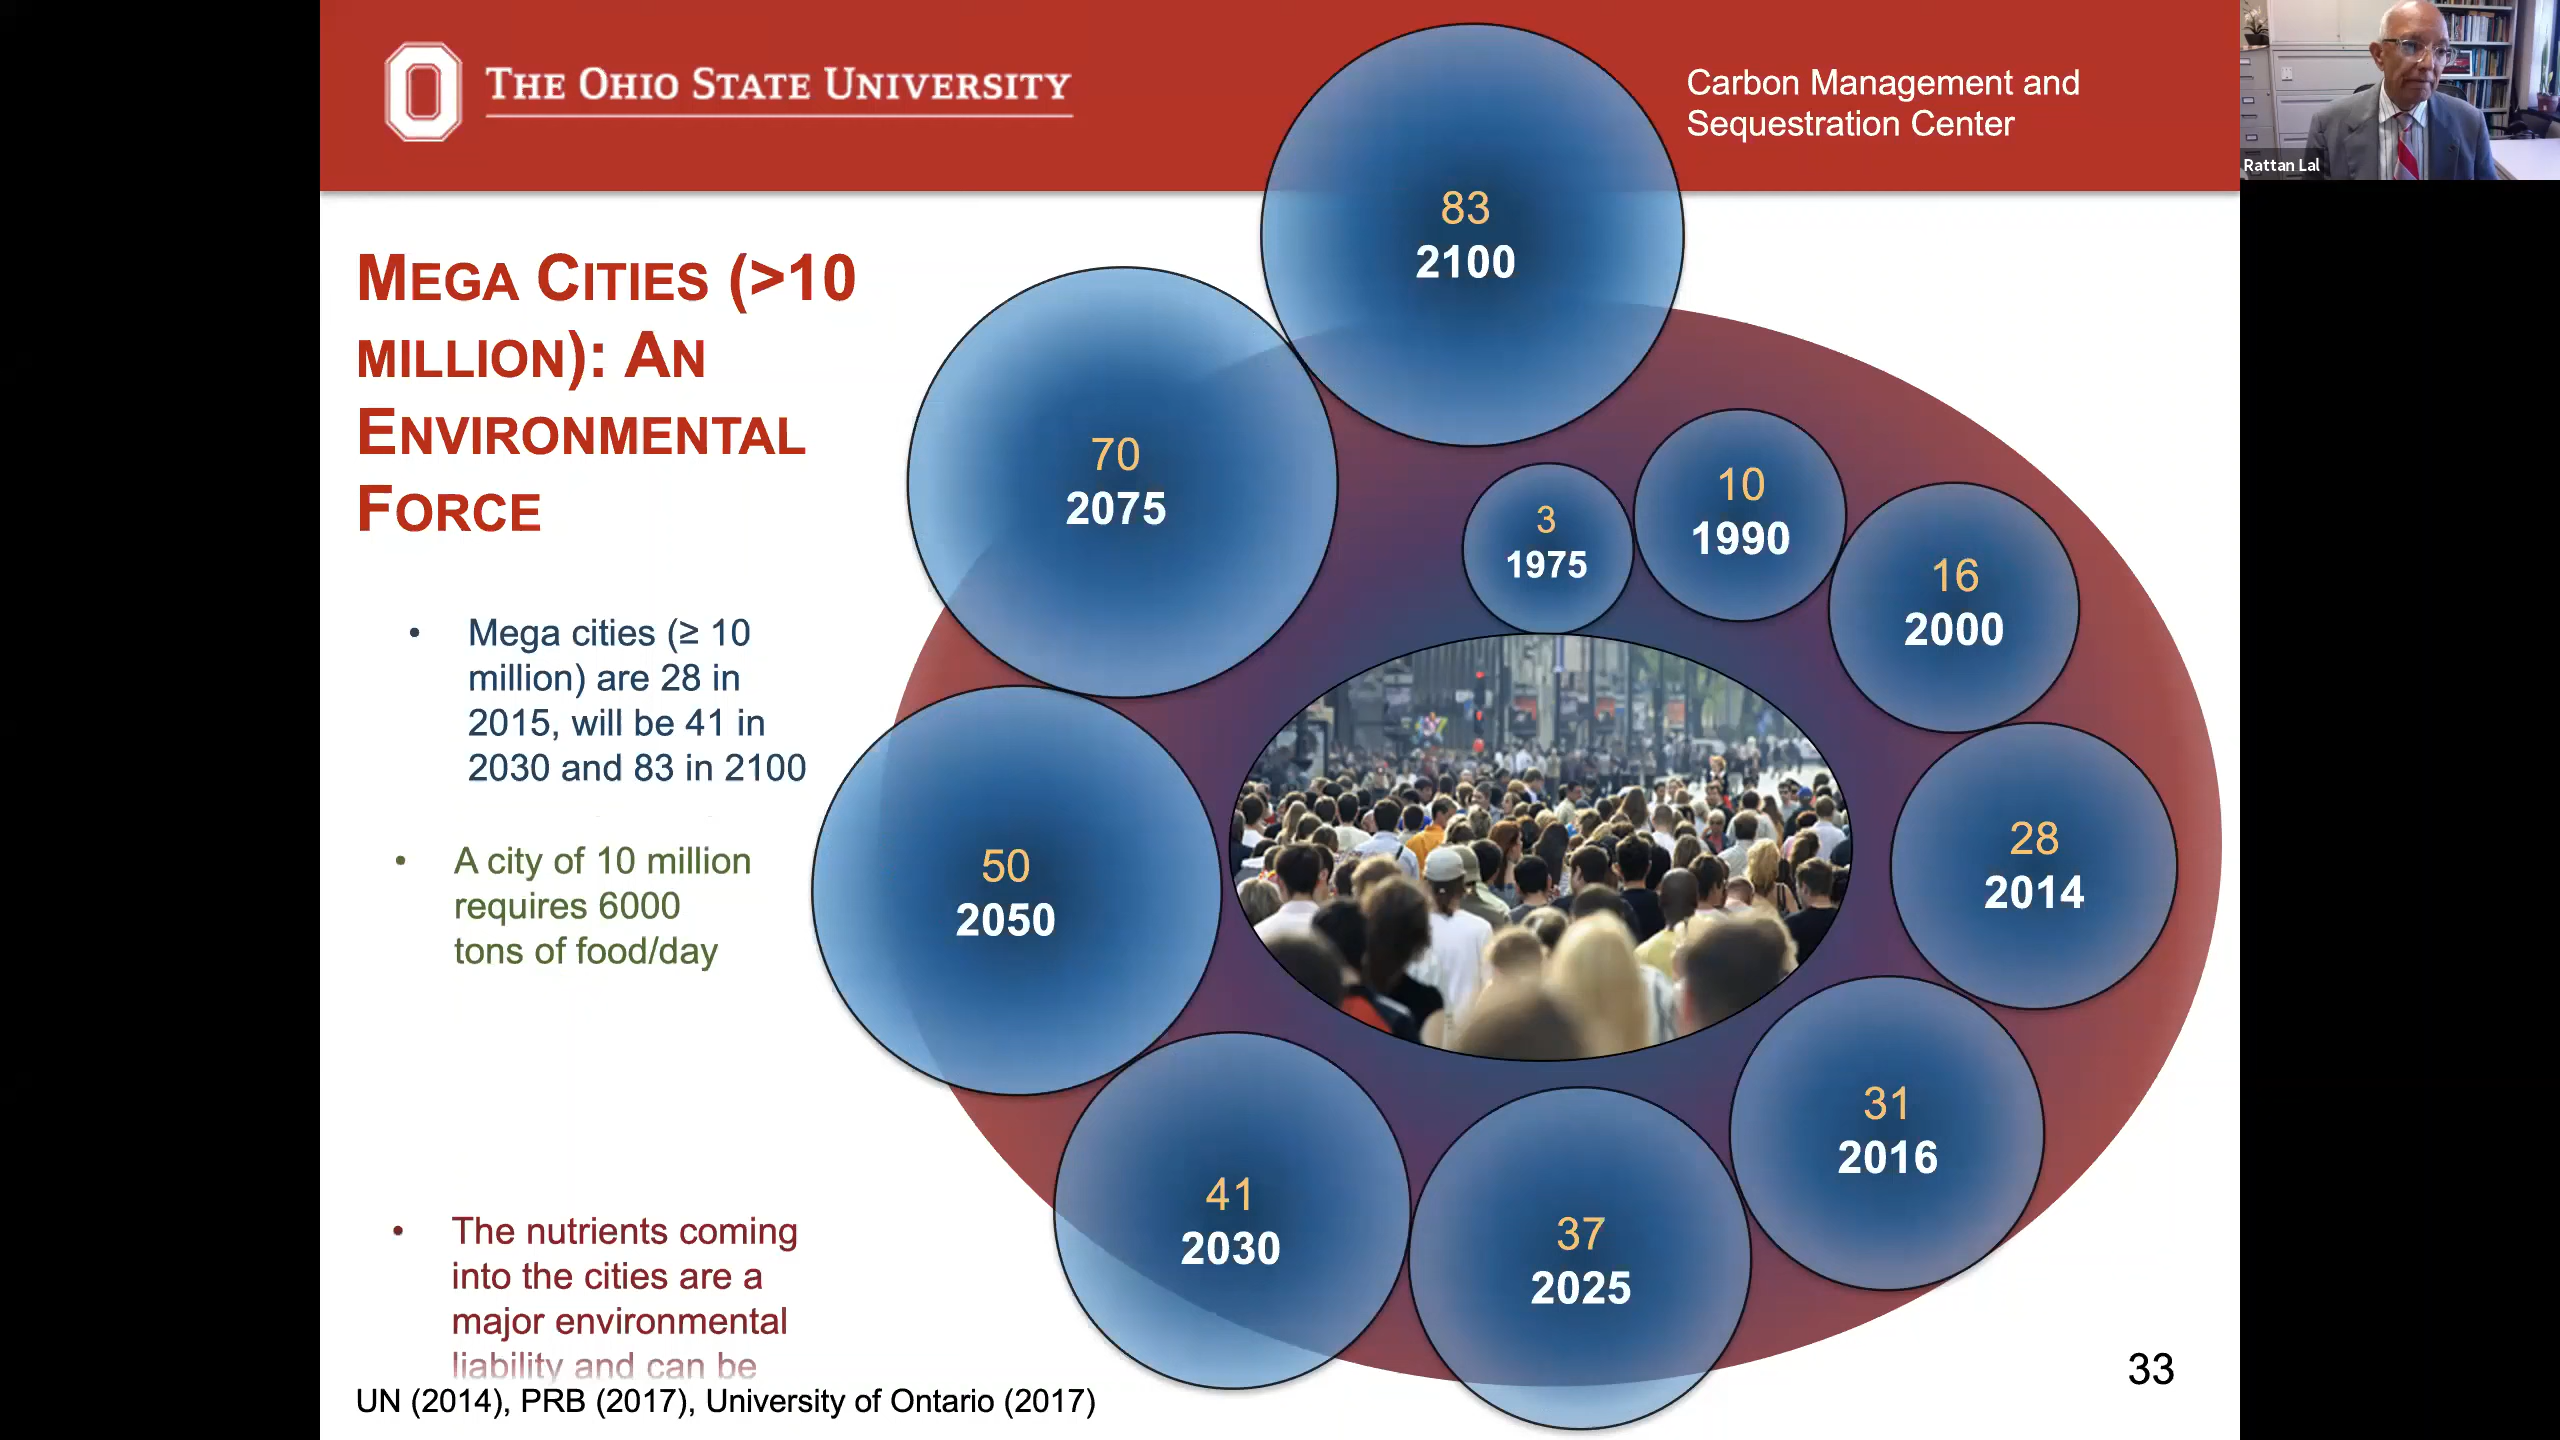 THE OHIO STATE UNIVERSITY
Carbon Management and
Sequestration Center
Rattan Lal
MEGA CITIES (>10
MILLION): AN
ENVIRONMENTAL
FORCE
• Mega cities (≥ 10
million) are 28 in
2015, will be 41 in
2030 and 83 in 2100
• A city of 10 million
requires 6000
tons of food/day
• The nutrients coming
into the cities are a
major environmental
liability and can be
UN (2014), PRB (2017), University of Ontario (2017)
83
2100
70
2075
3
1975
10
1990
16
2000
28
2014
50
2050
31
2016
41
2030
37
2025
33